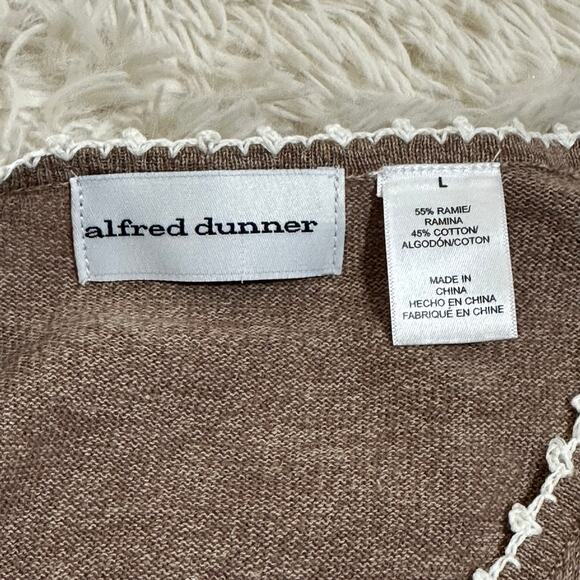 alfred dunner
L
55% RAMIE/
RAMINA
45% COTTON/
ALGODÓN/COTON
MADE IN
CHINA
HECHO EN CHINA
FABRIQUÉ EN CHINE